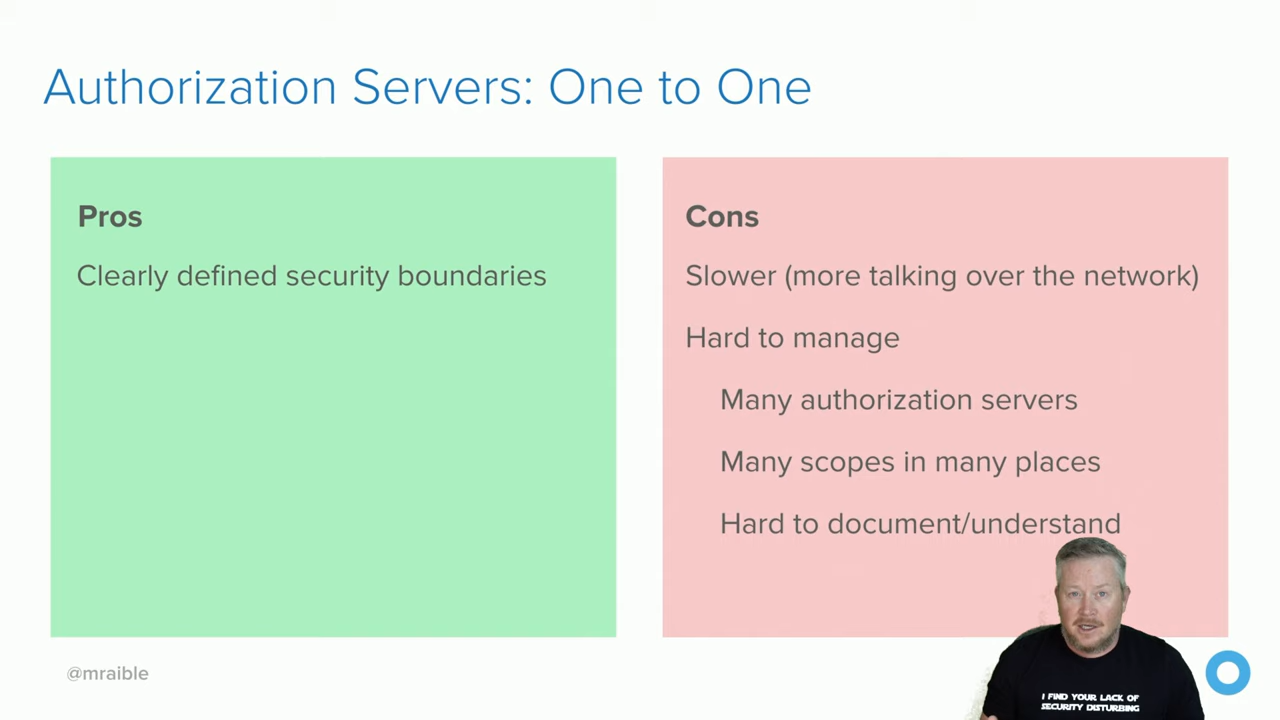 Authorization Servers: One to One
Pros
Clearly defined security boundaries
Cons
Slower (more talking over the network)
Hard to manage
Many authorization servers
Many scopes in many places
Hard to document/understand
@mraible
I FIND YOUR LACK OF
SECURITY DISTURBING